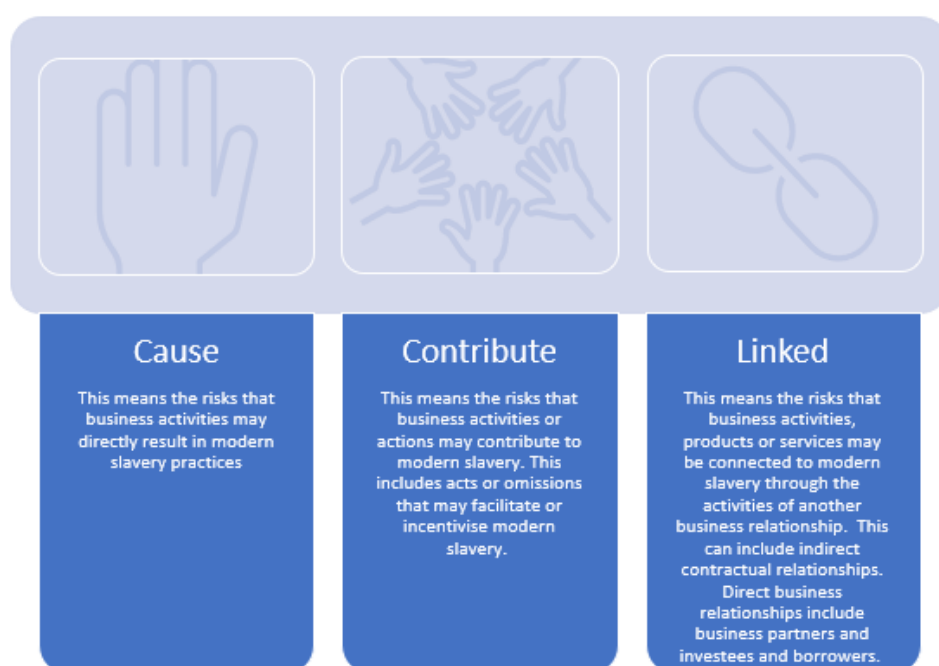 Cause
This means the risks that
business activities may
directly result in modern
slavery practices
Contribute
This means the risks that
business activities or
actions may contribute to
modern slavery. This
includes acts or omissions
that may facilitate or
incentivise modern
slavery.
Linked
This means the risks that
business activities,
products or services may
be connected to modern
slavery through the
activities of another
business relationship.  This
can include indirect
contractual relationships.
Direct business
relationships include
business partners and
investees and borrowers.